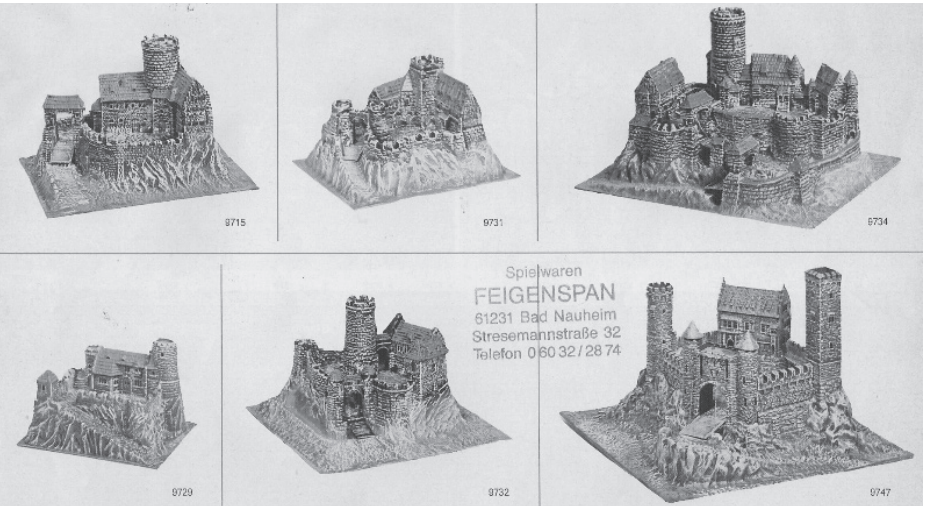 9715
9731
9734
Spielwaren
FEIGENSPAN
61231 Bad Nauheim
Stresemannstraße 32
Telefon 0 60 32 / 28 74
9729
9732
9747